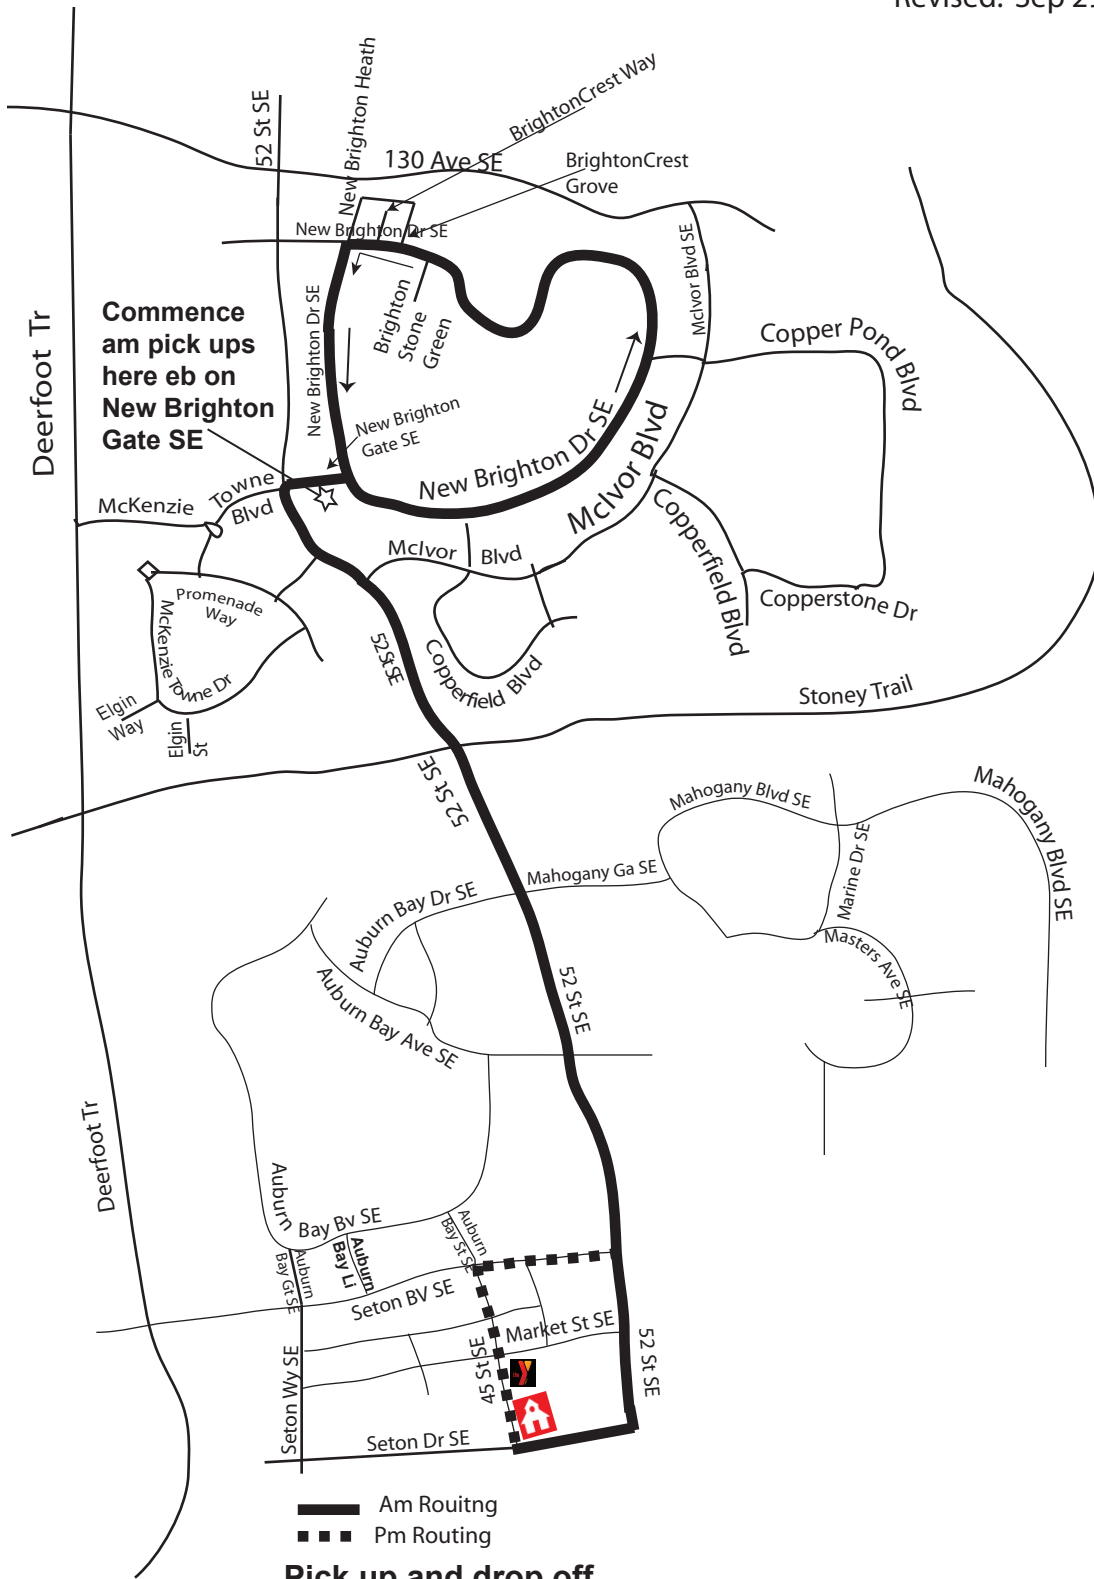 Revised: Sep 2
52 St SE
New Brighton Heath
BrightonCrest Way
130 Ave SE
BrightonCrest
Grove
New Brighton Dr SE
McIvor Blvd SE
Deerfoot Tr
Commence
am pick ups
here eb on
New Brighton
Gate SE
New Brighton Dr SE
Brighton
Stone
Green
Copper Pond Blvd
New Brighton
Gate SE
New Brighton Dr SE
McIvor Blvd
McKenzie
Towne
Blvd
McIvor
Blvd
Copperfield Blvd
Copperstone Dr
Promenade
Way
McKenzie Towne Dr
52 St SE
Copperfield Blvd
Elgin
Way
Elgin
St
Stoney Trail
52 St SE
Mahogany Blvd SE
Mahogany Blvd SE
Marine Dr SE
Mahogany Ga SE
Auburn Bay Dr SE
Masters Ave SE
Auburn Bay Ave SE
52 St SE
Deerfoot Tr
Auburn
Bay Bv SE
Auburn
Bay St SE
Auburn
Bay Gt SE
Auburn
Bay Li
Seton BV SE
Market St SE
45 St SE
52 St SE
Seton Wy SE
Seton Dr SE
Am Rouitng
Pm Routing
Pick up and drop off